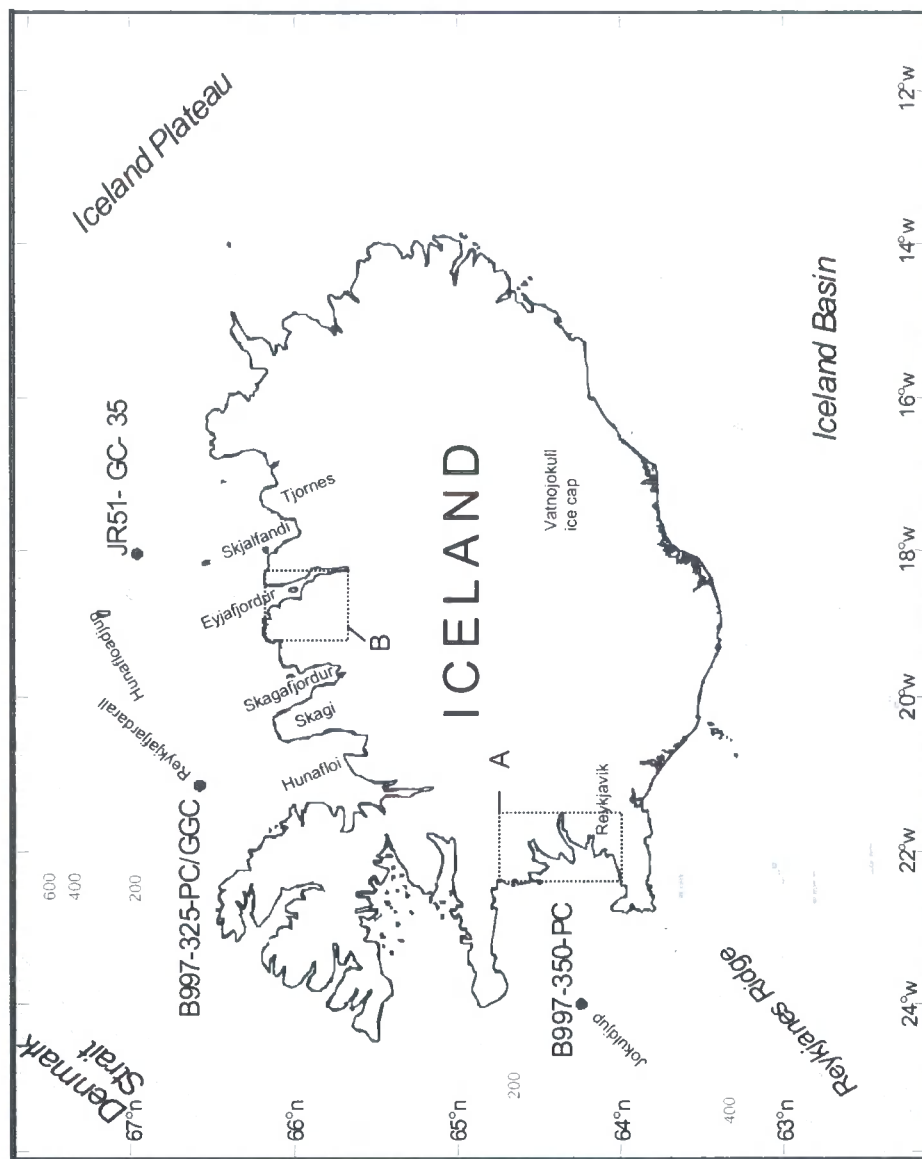 Denmark
Strait
Iceland Plateau
600
400
200
JR51- GC- 35
Hunafloadjup
Reykjafjardarall
B997-325-PC/GGC
Hunafloi
Skagi
Skagafjordur
Eyjafjordur
Skjalfandi
Tjornes
B
ICELAND
Vatnojokull
ice cap
A
Reykjavik
B997-350-PC
Jokuldjup
200
400
Reykjanes Ridge
Iceland Basin
67°n
66°n
65°n
64°n
63°n
24°w
22°w
20°w
18°w
16°w
14°w
12°w